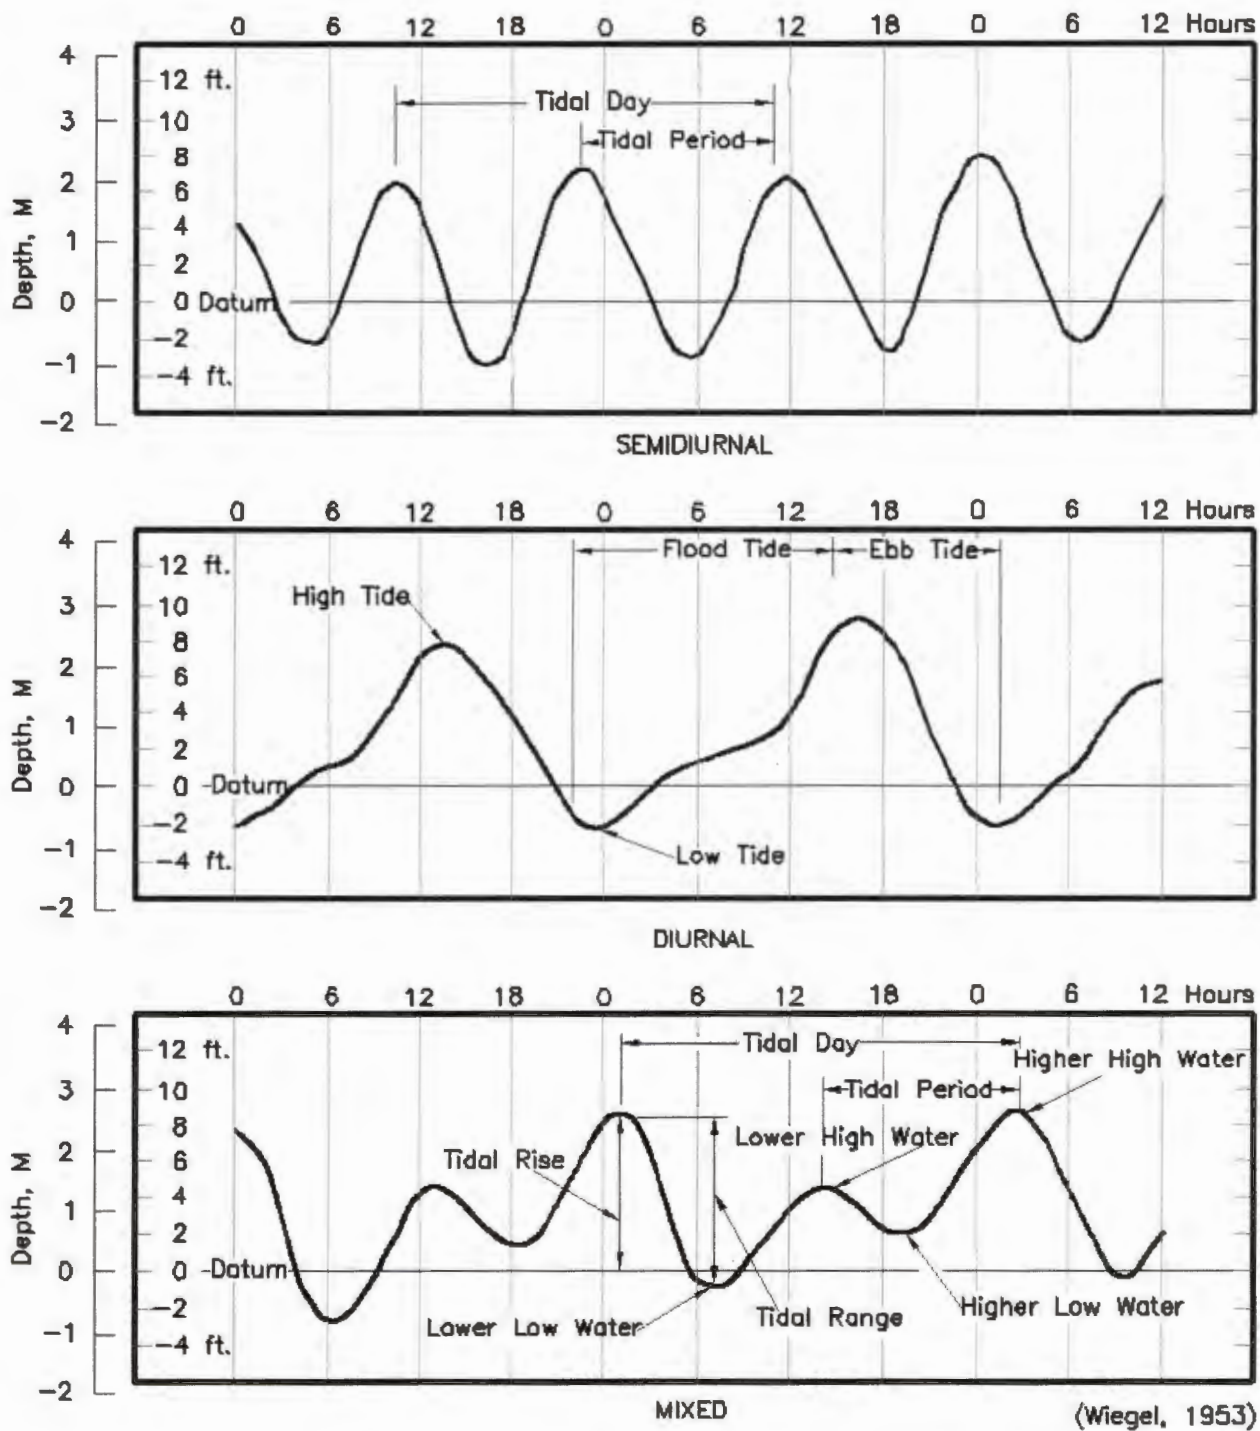 0 6 12 18 0 6 12 18 0 6 12 Hours
4
12 ft.
Tidal Day
3
10
Tidal Period
8
2
6
4
1
2
0
0 Datum
-2
-1
-4 ft.
-2
Depth, M
SEMIDIURNAL
0 6 12 18 0 6 12 18 0 6 12 Hours
4
Flood Tide Ebb Tide
12 ft.
High Tide
3
10
8
2
6
4
1
2
0
0 -Datum
-2
-1
Low Tide
-4 ft.
-2
Depth, M
DIURNAL
0 6 12 18 0 6 12 18 0 6 12 Hours
4
12 ft.
Tidal Day
Higher High Water
3
10
Tidal Period
8
Lower High Water
2
6
Tidal Rise
4
1
2
0
0 -Datum
-2
Higher Low Water
Tidal Range
Lower Low Water
-1
-4 ft.
-2
Depth, M
MIXED
(Wiegel, 1953)